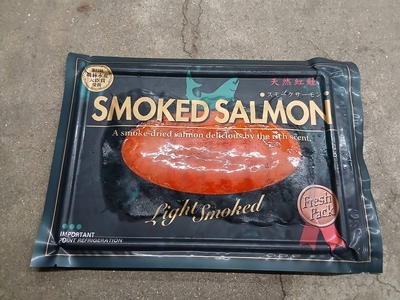 天然紅鮭
●スモークサーモン●
SMOKED SALMON
A smoke-dried salmon delicious by the rich scent.
Light Smoked
Fresh
Pack
IMPORTANT
POINT REFRIGERATION